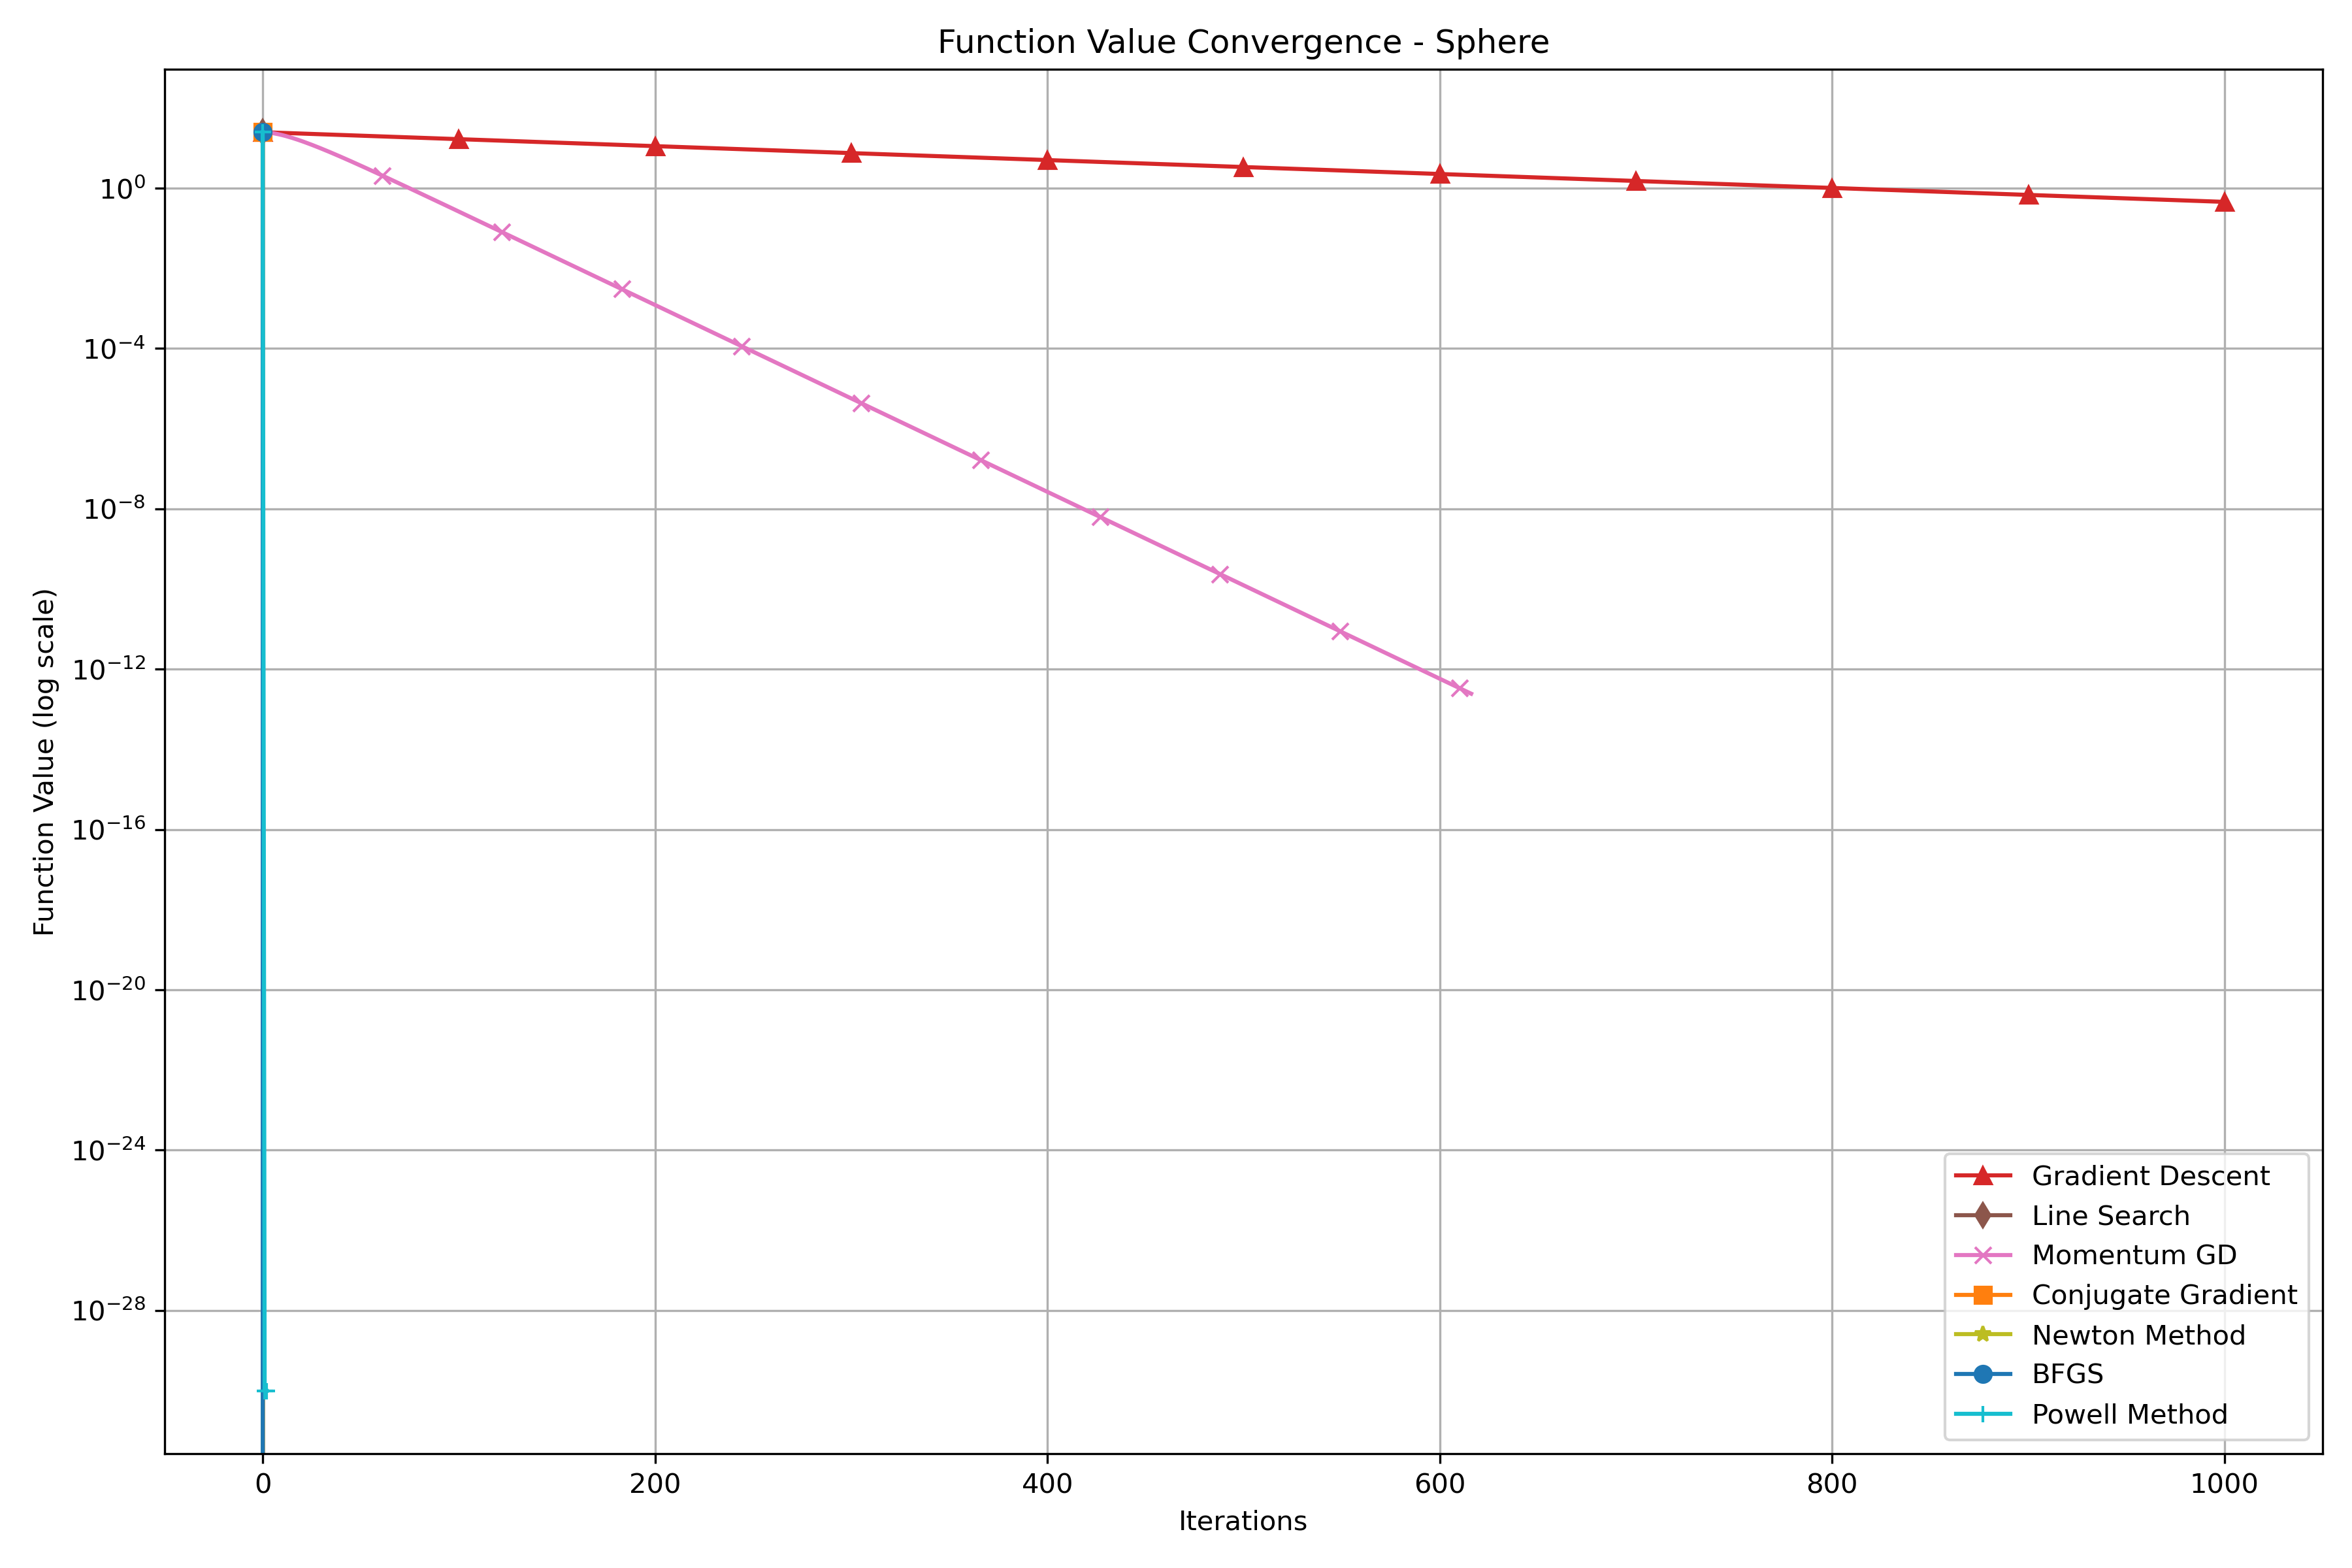 Function Value Convergence - Sphere
Function Value (log scale)
10⁰
10⁻⁴
10⁻⁸
10⁻¹²
10⁻¹⁶
10⁻²⁰
10⁻²⁴
10⁻²⁸
Gradient Descent
Line Search
Momentum GD
Conjugate Gradient
Newton Method
BFGS
Powell Method
0 200 400 600 800 1000
Iterations